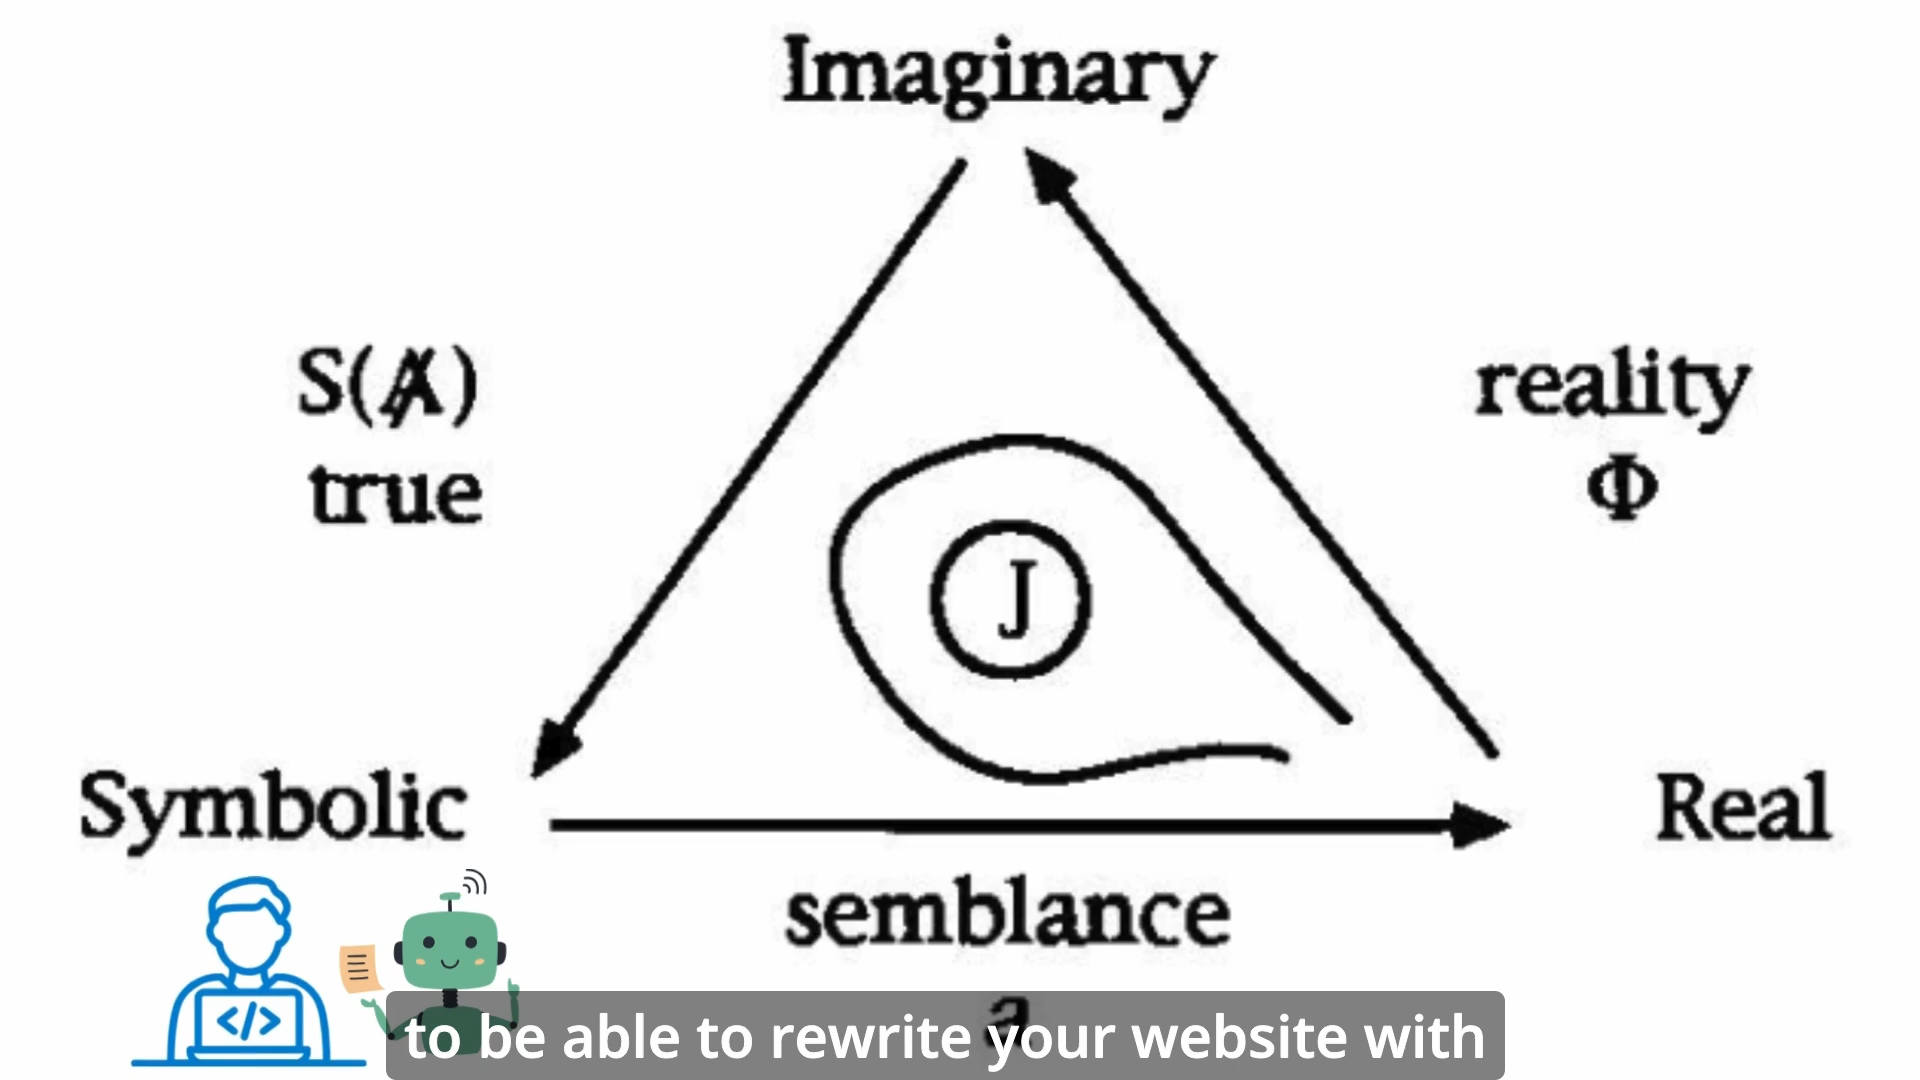 Imaginary
S(Ⱥ)
true
reality
Φ
J
Symbolic
Real
semblance
a
</>
to be able to rewrite your website with